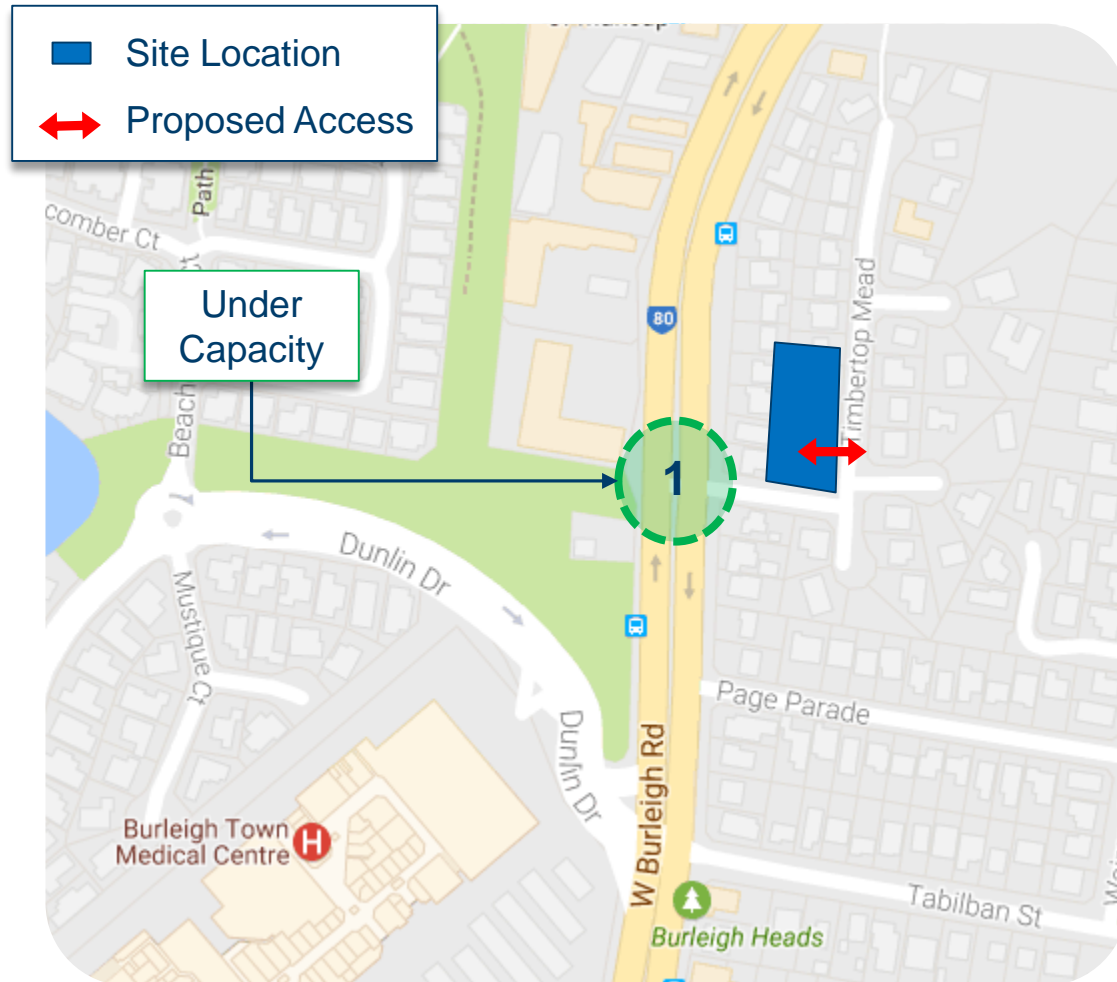 Site Location
Proposed Access
Path
comber Ct
Beach
ct
Under
Capacity
80
1
Timbertop Mead
Dunlin Dr
Mustique Ct
Dunlin Dr
Page Parade
W Burleigh Rd
Burleigh Town
Medical Centre
H
Tabilban St
Burleigh Heads